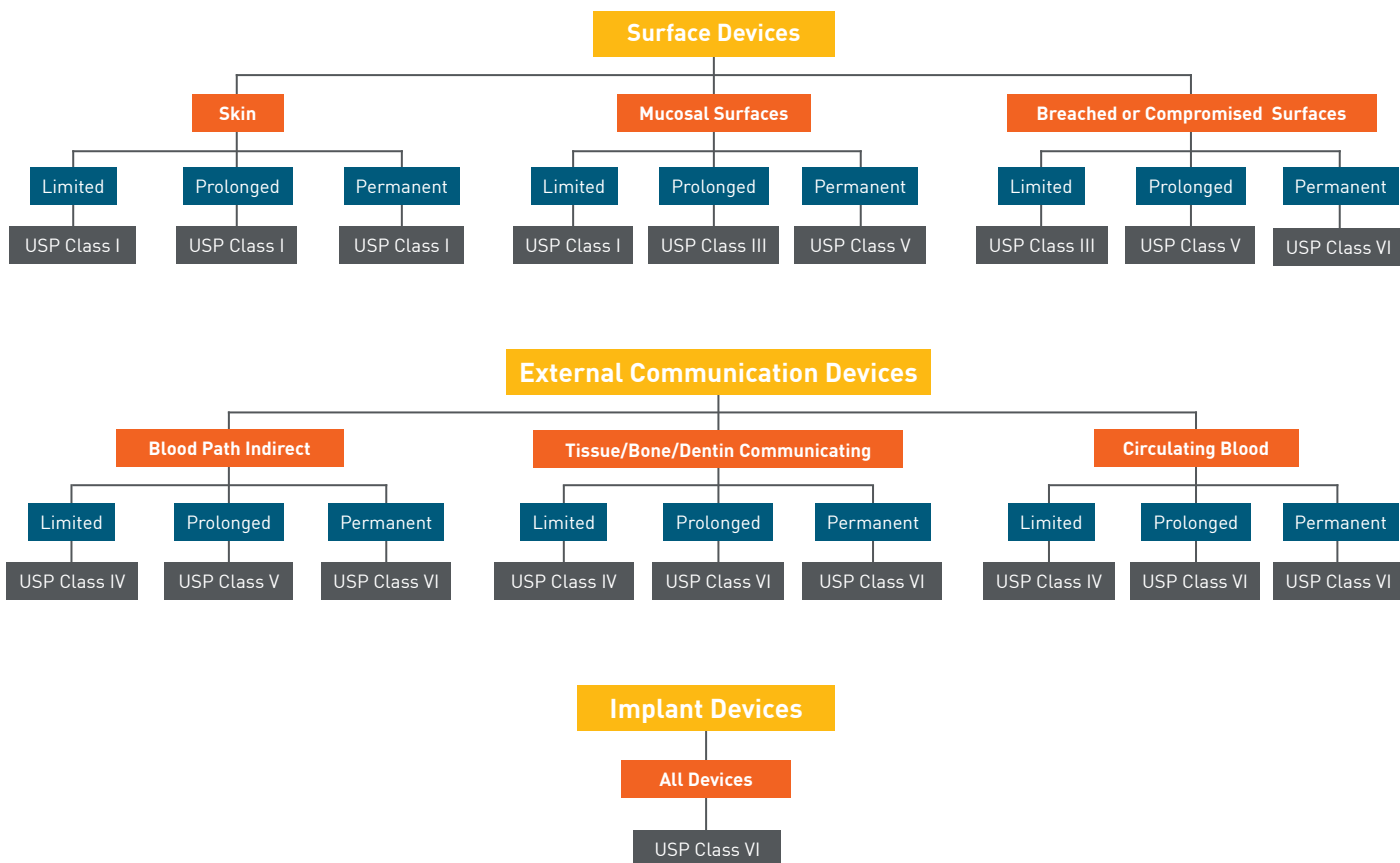 Surface Devices
Skin
Mucosal Surfaces
Breached or Compromised Surfaces
Limited
Prolonged
Permanent
Limited
Prolonged
Permanent
Limited
Prolonged
Permanent
USP Class I
USP Class I
USP Class I
USP Class I
USP Class III
USP Class V
USP Class III
USP Class V
USP Class VI
External Communication Devices
Blood Path Indirect
Tissue/Bone/Dentin Communicating
Circulating Blood
Limited
Prolonged
Permanent
Limited
Prolonged
Permanent
Limited
Prolonged
Permanent
USP Class IV
USP Class V
USP Class VI
USP Class IV
USP Class VI
USP Class VI
USP Class IV
USP Class VI
USP Class VI
Implant Devices
All Devices
USP Class VI